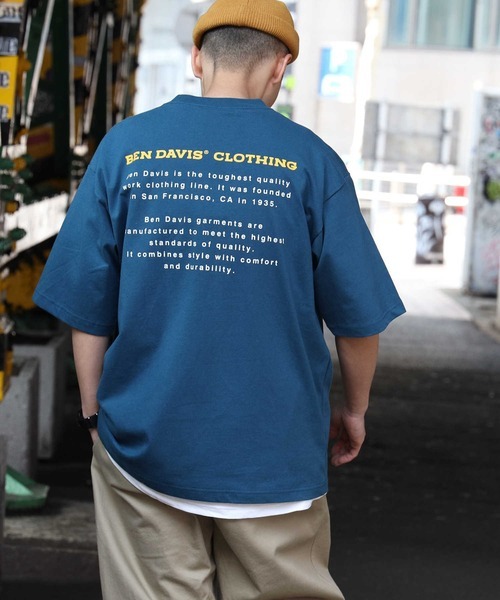 BEN DAVIS® CLOTHING
Ben Davis is the toughest quality
work clothing line. It was founded
in San Francisco, CA in 1935.
Ben Davis garments are
manufactured to meet the highest
standards of quality.
It combines style with comfort
and durability.